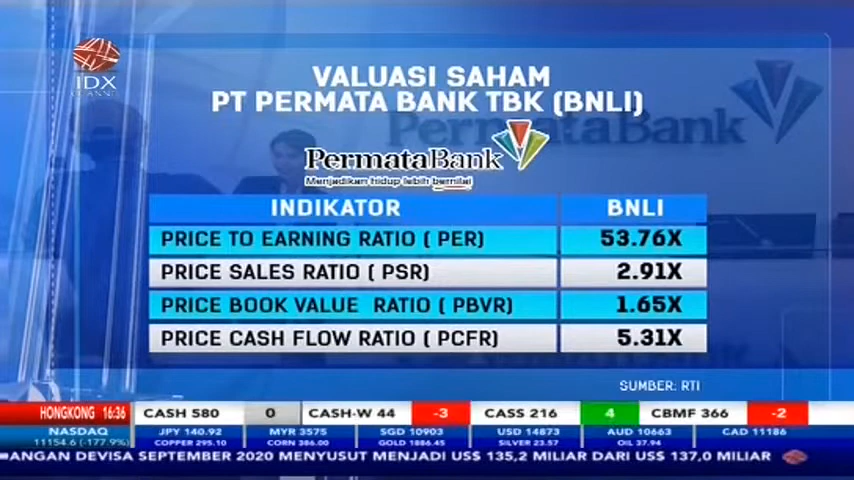 IDX
CHANNEL
VALUASI SAHAM
PT PERMATA BANK TBK (BNLI)
PermataBank
PermataBank
Menjadikan hidup lebih bernilai
INDIKATOR BNLI
PRICE TO EARNING RATIO ( PER) 53.76X
PRICE SALES RATIO ( PSR) 2.91X
PRICE BOOK VALUE RATIO ( PBVR) 1.65X
PRICE CASH FLOW RATIO ( PCFR) 5.31X
SUMBER: RTI
HONGKONG 16:36 CASH 580 0 CASH-W 44 -3 CASS 216 4 CBMF 366 -2
NASDAQ JPY 140.92 MYR 3575 SGD 10903 USD 14873 AUD 10663 CAD 11186
11154.6 (-177.9%) COPPER 295.10 CORN 386.00 GOLD 1886.45 SILVER 23.57 OIL 37.94
ANGAN DEVISA SEPTEMBER 2020 MENYUSUT MENJADI US$ 135,2 MILIAR DARI US$ 137,0 MILIAR